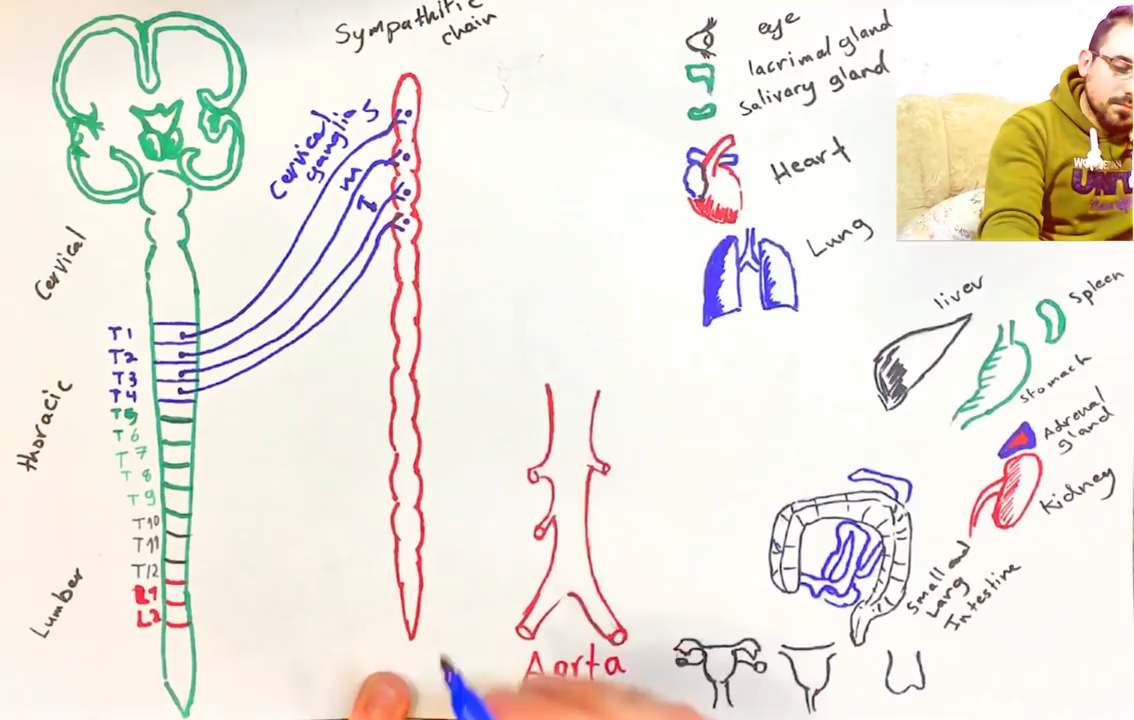 Sympathitic
chain
Cervical
ganglia
S
M
I
Cervical
thoracic
Lumber
T1
T2
T3
T4
T5
T6
T7
T8
T9
T10
T11
T12
L1
L2
Aorta
eye
lacrimal gland
Salivary gland
Heart
Lung
liver
Spleen
stomach
Adrenal
gland
Kidney
Small and
Larg
Intestine